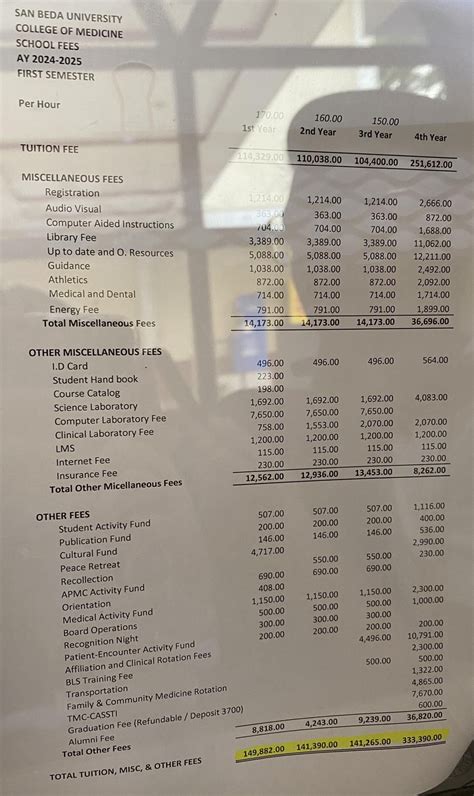 SAN BEDA UNIVERSITY
COLLEGE OF MEDICINE
SCHOOL FEES
AY 2024-2025
FIRST SEMESTER
Per Hour 170.00 160.00 150.00
1st Year 2nd Year 3rd Year 4th Year
TUITION FEE 114,329.00 110,038.00 104,400.00 251,612.00
MISCELLANEOUS FEES
Registration 1,214.00 1,214.00 1,214.00 2,666.00
Audio Visual 363.00 363.00 363.00 872.00
Computer Aided Instructions 704.00 704.00 704.00 1,688.00
Library Fee 3,389.00 3,389.00 3,389.00 11,062.00
Up to date and O. Resources 5,088.00 5,088.00 5,088.00 12,211.00
Guidance 1,038.00 1,038.00 1,038.00 2,492.00
Athletics 872.00 872.00 872.00 2,092.00
Medical and Dental 714.00 714.00 714.00 1,714.00
Energy Fee 791.00 791.00 791.00 1,899.00
Total Miscellaneous Fees 14,173.00 14,173.00 14,173.00 36,696.00
OTHER MISCELLANEOUS FEES
I.D Card 496.00 496.00 496.00 564.00
Student Hand book 223.00
Course Catalog 198.00
Science Laboratory 1,692.00 1,692.00 1,692.00 4,083.00
Computer Laboratory Fee 7,650.00 7,650.00 7,650.00
Clinical Laboratory Fee 758.00 1,553.00 2,070.00 2,070.00
LMS 1,200.00 1,200.00 1,200.00 1,200.00
Internet Fee 115.00 115.00 115.00 115.00
Insurance Fee 230.00 230.00 230.00 230.00
Total Other Micellaneous Fees 12,562.00 12,936.00 13,453.00 8,262.00
OTHER FEES
Student Activity Fund 507.00 507.00 507.00 1,116.00
Publication Fund 200.00 200.00 200.00 400.00
Cultural Fund 146.00 146.00 146.00 536.00
Peace Retreat 4,717.00 2,990.00
Recollection 550.00 550.00 230.00
APMC Activity Fund 690.00 690.00 690.00
Orientation 408.00
Medical Activity Fund 1,150.00 1,150.00 1,150.00 2,300.00
Board Operations 500.00 500.00 500.00 1,000.00
Recognition Night 300.00 300.00 300.00
Patient-Encounter Activity Fund 200.00 200.00 200.00 200.00
Affiliation and Clinical Rotation Fees 4,496.00 10,791.00
BLS Training Fee 2,300.00
Transportation 500.00 500.00
Family & Community Medicine Rotation 1,322.00
TMC-CASSTI 4,865.00
Graduation Fee (Refundable / Deposit 3700) 7,670.00
Alumni Fee 600.00
Total Other Fees 8,818.00 4,243.00 9,239.00 36,820.00
TOTAL TUITION, MISC, & OTHER FEES 149,882.00 141,390.00 141,265.00 333,390.00